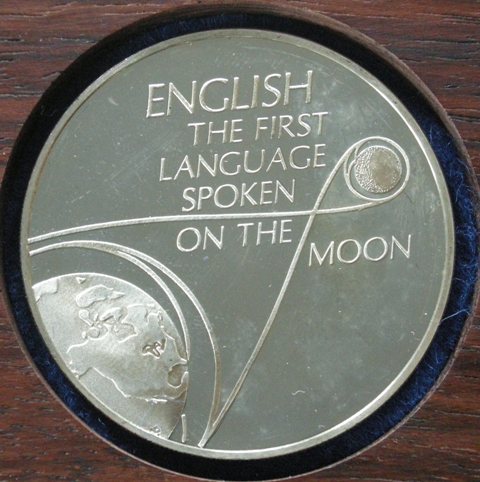 ENGLISH
THE FIRST
LANGUAGE
SPOKEN
ON THE MOON